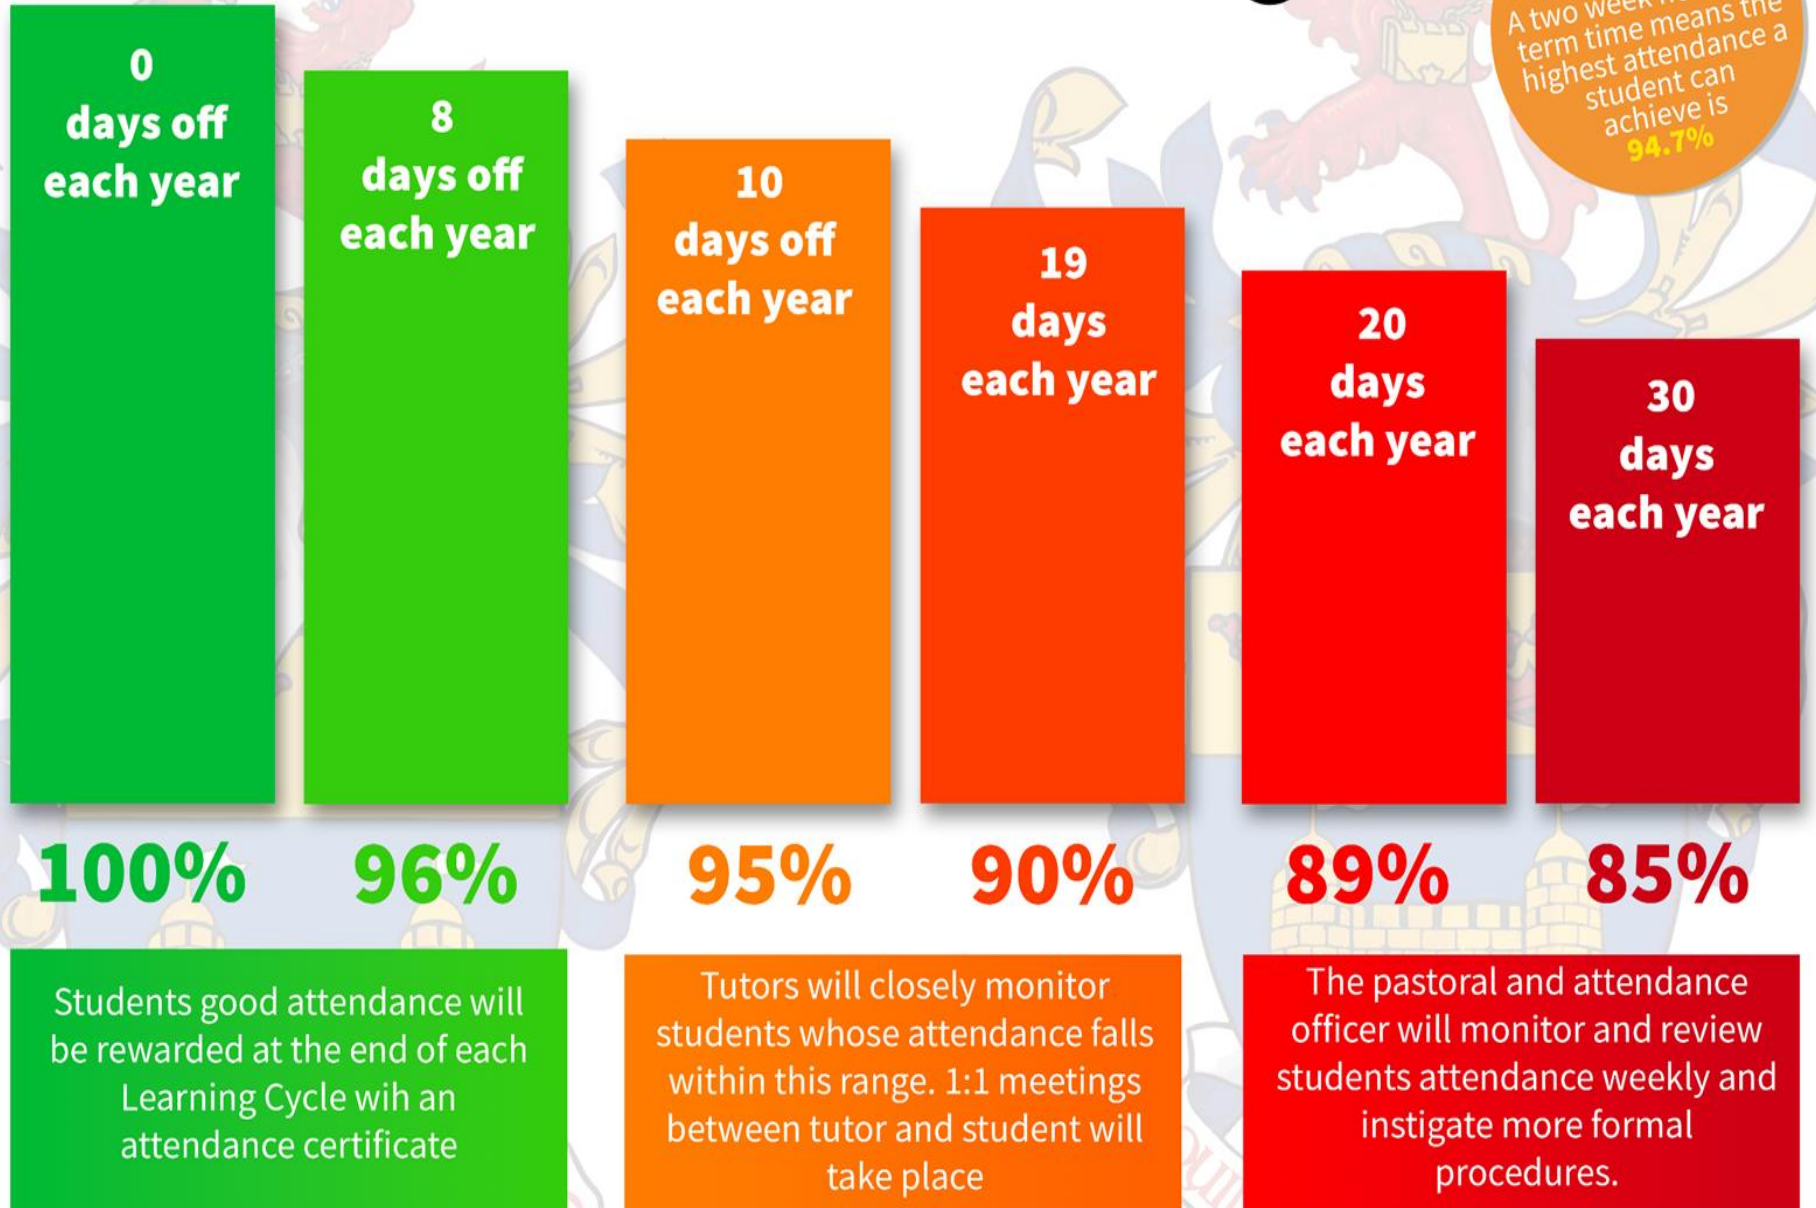 0
days off
each year
8
days off
each year
10
days off
each year
19
days
each year
20
days
each year
30
days
each year
A two week
term time means the
highest attendance a
student can
achieve is
94.7%
100%
96%
95%
90%
89%
85%
Students good attendance will
be rewarded at the end of each
Learning Cycle wih an
attendance certificate
Tutors will closely monitor
students whose attendance falls
within this range. 1:1 meetings
between tutor and student will
take place
The pastoral and attendance
officer will monitor and review
students attendance weekly and
instigate more formal
procedures.